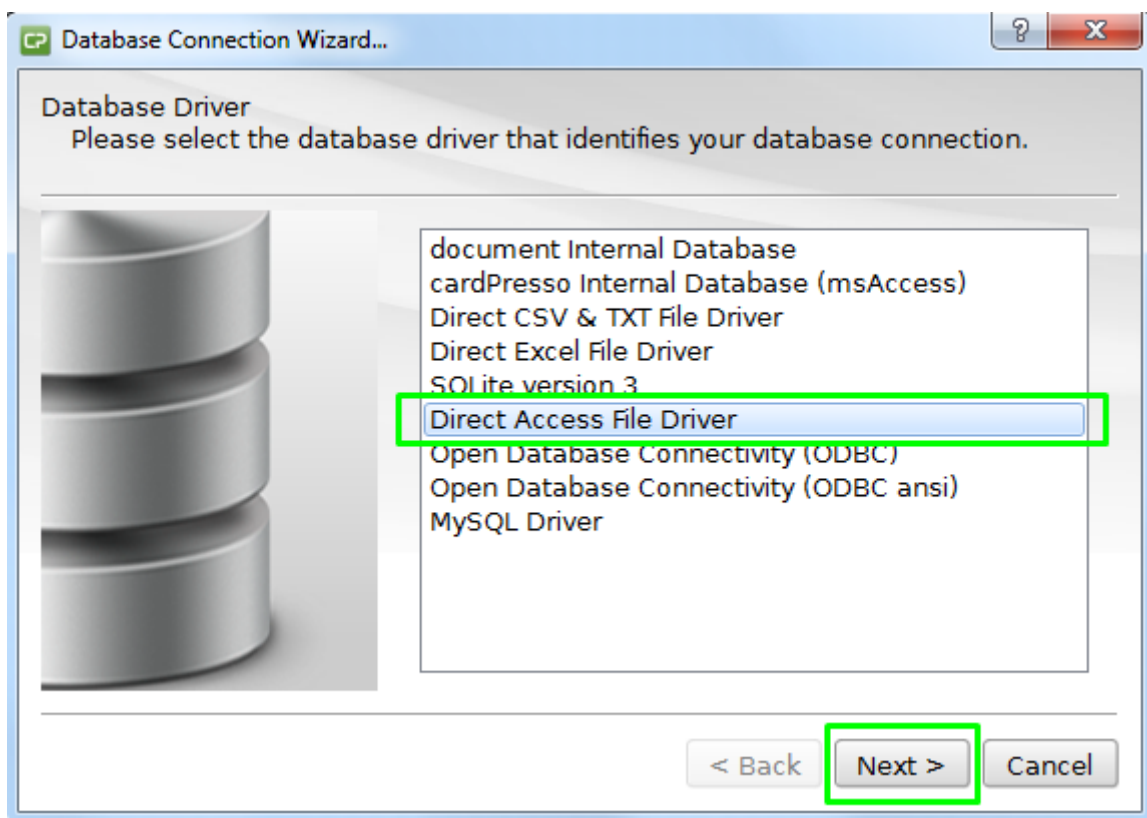 Database Connection Wizard...
Database Driver
Please select the database driver that identifies your database connection.
document Internal Database
cardPresso Internal Database (msAccess)
Direct CSV & TXT File Driver
Direct Excel File Driver
SQLite version 3
Direct Access File Driver
Open Database Connectivity (ODBC)
Open Database Connectivity (ODBC ansi)
MySQL Driver
< Back Next > Cancel